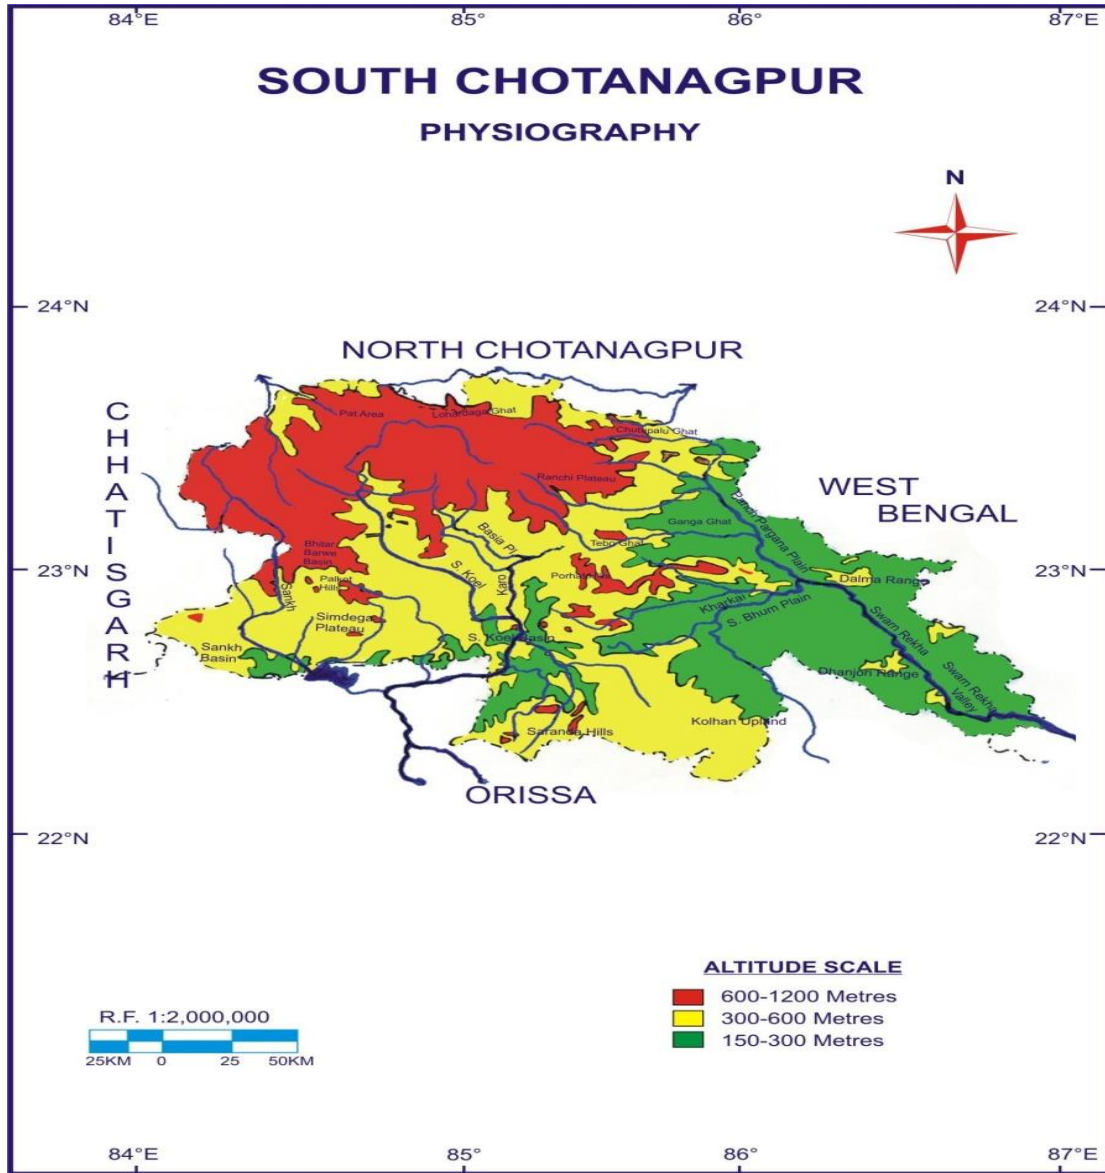 84°E 85° 86° 87°E
SOUTH CHOTANAGPUR
PHYSIOGRAPHY
N
24°N 24°N
NORTH CHOTANAGPUR
CHHATISGARH
Pat Area
Lohardaga Ghat
Chutupalu Ghat
Ranchi Plateau
WEST
BENGAL
Panch Pargana Plain
Ganga Ghat
Basia Pl
Tebo Ghat
Bhitar
Barwe
Basin
23°N 23°N
S. Koel
Karo
Palkot
Hills
Dalma Range
Sankh
Kharkai
S. Bhum Plain
Simdega
Plateau
Swarn Rekha
S. Koel Basin
Sankh
Basin
Dhanjori Range
Swarn Rekha
Valley
Kolhan Upland
Saranda Hills
ORISSA
22°N 22°N
ALTITUDE SCALE
600-1200 Metres
300-600 Metres
150-300 Metres
R.F. 1:2,000,000
25KM 0 25 50KM
84°E 85° 86° 87°E